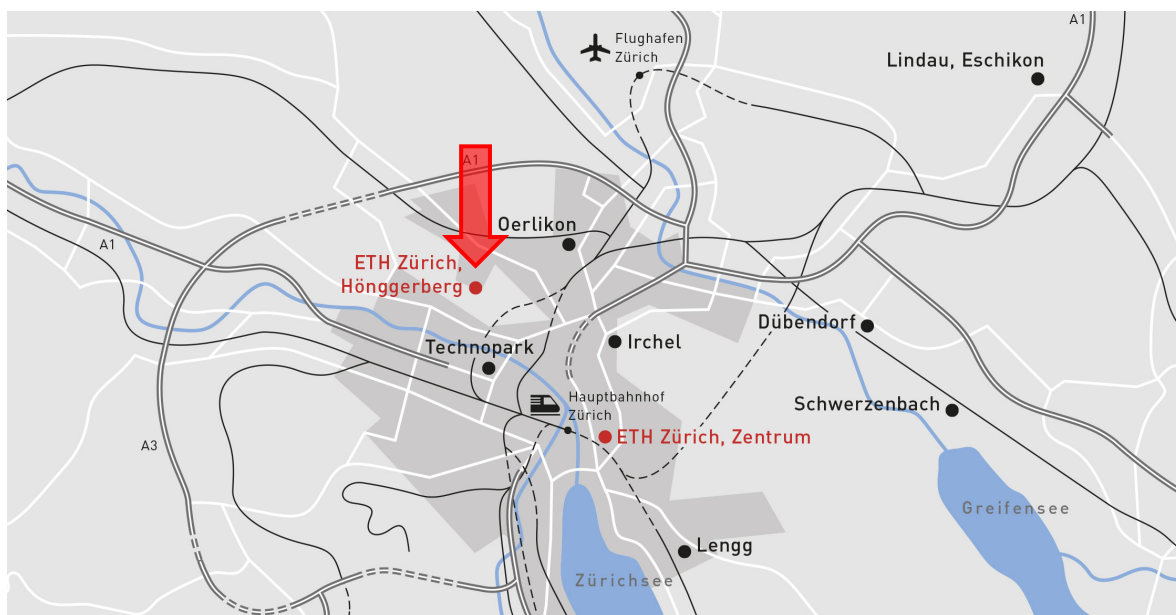 A1
Flughafen
Zürich
Lindau, Eschikon
A1
Oerlikon
A1
ETH Zürich,
Hönggerberg
Dübendorf
Technopark
Irchel
Hauptbahnhof
Zürich
Schwerzenbach
ETH Zürich, Zentrum
A3
Greifensee
Lengg
Zürichsee